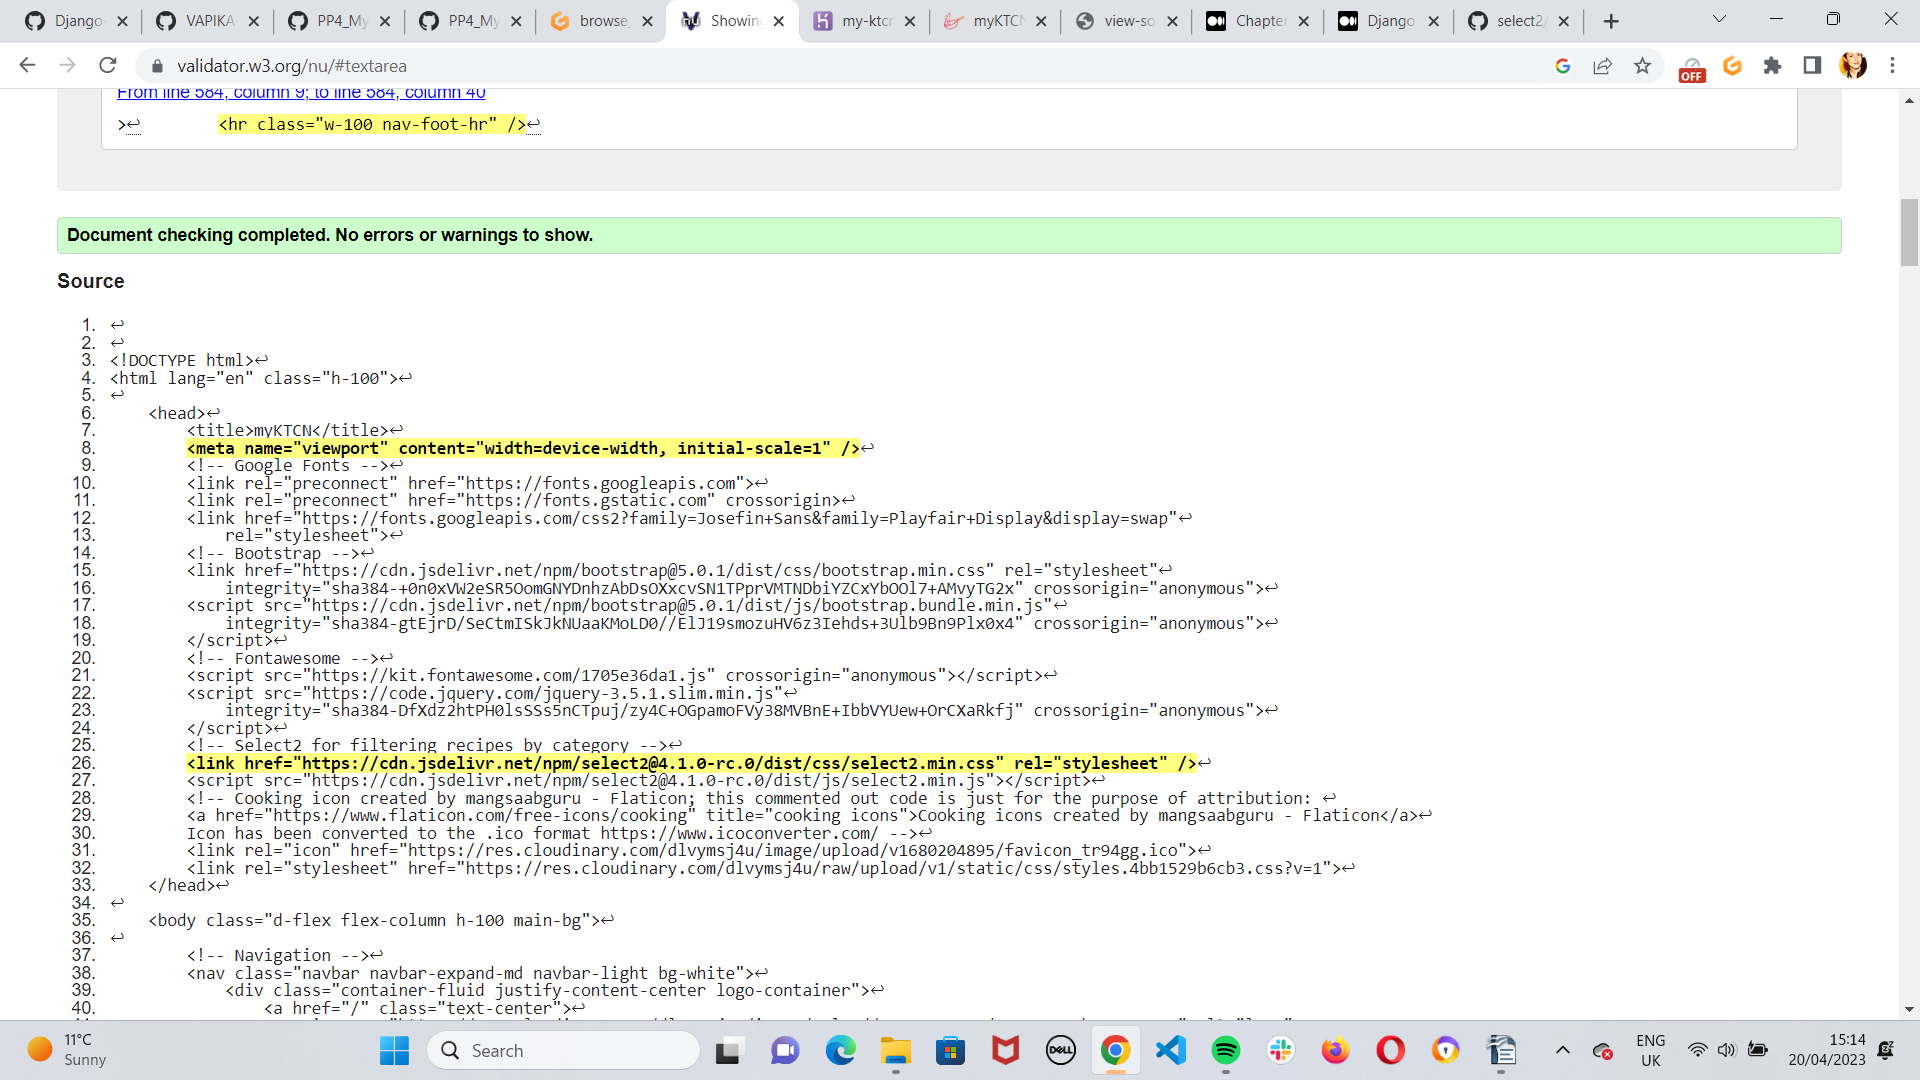 Django-
VAPIKA
PP4_My
PP4_My
browse_
Showin
my-ktcn
myKTCN
view-so
Chapter
Django
select2/
validator.w3.org/nu/#textarea
OFF
From line 584, column 9; to line 584, column 40
>↩        <hr class="w-100 nav-foot-hr" />↩
Document checking completed. No errors or warnings to show.
Source
1. ↩
2. ↩
3. <!DOCTYPE html>↩
4. <html lang="en" class="h-100">↩
5. ↩
6.     <head>↩
7.         <title>myKTCN</title>↩
8.         <meta name="viewport" content="width=device-width, initial-scale=1" />↩
9.         <!-- Google Fonts -->↩
10.         <link rel="preconnect" href="https://fonts.googleapis.com">↩
11.         <link rel="preconnect" href="https://fonts.gstatic.com" crossorigin>↩
12.         <link href="https://fonts.googleapis.com/css2?family=Josefin+Sans&family=Playfair+Display&display=swap"↩
13.             rel="stylesheet">↩
14.         <!-- Bootstrap -->↩
15.         <link href="https://cdn.jsdelivr.net/npm/bootstrap@5.0.1/dist/css/bootstrap.min.css" rel="stylesheet"↩
16.             integrity="sha384-+0n0xVW2eSR5OomGNYDnhzAbDsOXxcvSN1TPprVMTNDbiYZCxYbOOl7+AMvyTG2x" crossorigin="anonymous">↩
17.         <script src="https://cdn.jsdelivr.net/npm/bootstrap@5.0.1/dist/js/bootstrap.bundle.min.js"↩
18.             integrity="sha384-gtEjrD/SeCtmISkJkNUaaKMoLD0//ElJ19smozuHV6z3Iehds+3Ulb9Bn9Plx0x4" crossorigin="anonymous">↩
19.         </script>↩
20.         <!-- Fontawesome -->↩
21.         <script src="https://kit.fontawesome.com/1705e36da1.js" crossorigin="anonymous"></script>↩
22.         <script src="https://code.jquery.com/jquery-3.5.1.slim.min.js"↩
23.             integrity="sha384-DfXdz2htPH0lsSSs5nCTpuj/zy4C+OGpamoFVy38MVBnE+IbbVYUew+OrCXaRkfj" crossorigin="anonymous">↩
24.         </script>↩
25.         <!-- Select2 for filtering recipes by category -->↩
26.         <link href="https://cdn.jsdelivr.net/npm/select2@4.1.0-rc.0/dist/css/select2.min.css" rel="stylesheet" />↩
27.         <script src="https://cdn.jsdelivr.net/npm/select2@4.1.0-rc.0/dist/js/select2.min.js"></script>↩
28.         <!-- Cooking icon created by mangsaabguru - Flaticon; this commented out code is just for the purpose of attribution: ↩
29.         <a href="https://www.flaticon.com/free-icons/cooking" title="cooking icons">Cooking icons created by mangsaabguru - Flaticon</a>↩
30.         Icon has been converted to the .ico format https://www.icoconverter.com/ -->↩
31.         <link rel="icon" href="https://res.cloudinary.com/dlvymsj4u/image/upload/v1680204895/favicon_tr94gg.ico">↩
32.         <link rel="stylesheet" href="https://res.cloudinary.com/dlvymsj4u/raw/upload/v1/static/css/styles.4bb1529b6cb3.css?v=1">↩
33.     </head>↩
34. ↩
35.     <body class="d-flex flex-column h-100 main-bg">↩
36. ↩
37.         <!-- Navigation -->↩
38.         <nav class="navbar navbar-expand-md navbar-light bg-white">↩
39.             <div class="container-fluid justify-content-center logo-container">↩
40.                 <a href="/" class="text-center">↩
11°C
Sunny
Search
DELL
ENG
UK
15:14
20/04/2023